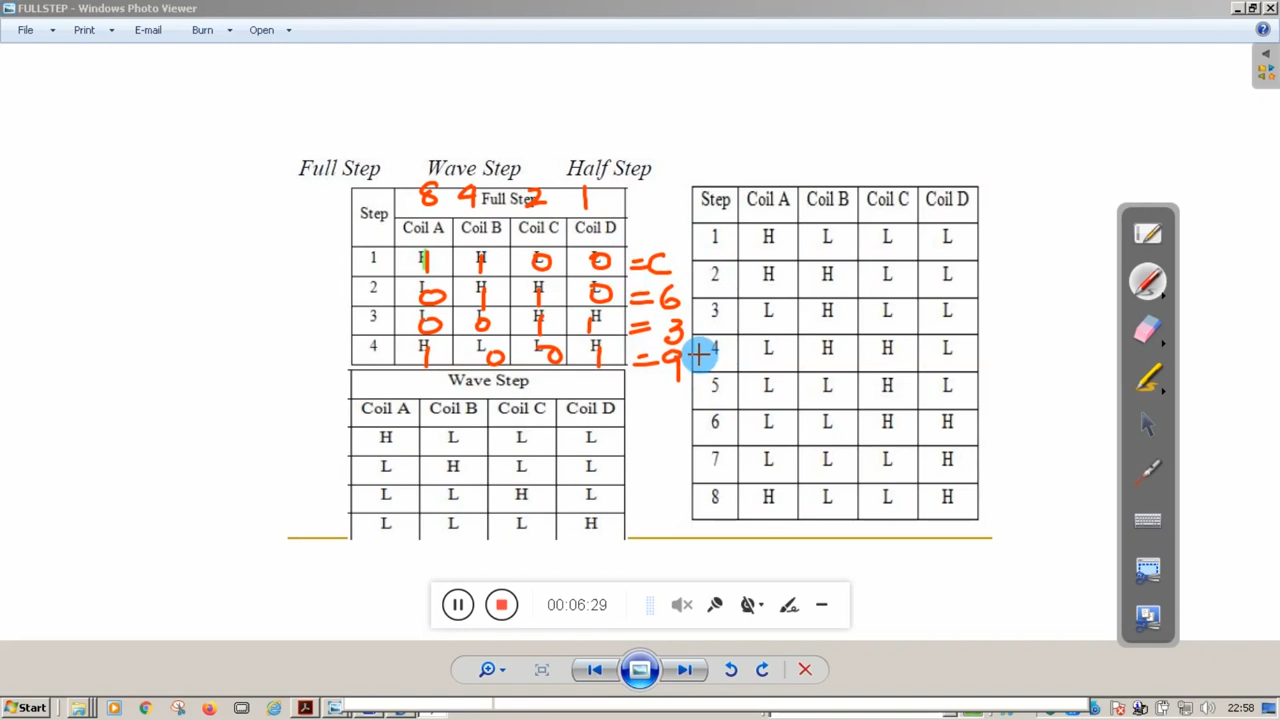 FULLSTEP - Windows Photo Viewer
File Print E-mail Burn Open
Full Step Wave Step Half Step
8 4 2 1
Step Full Step
Coil A Coil B Coil C Coil D
1 H 1 H 1 L 0 L 0 = C
2 L 0 H 1 H 1 L 0 = 6
3 L 0 L 0 H 1 H 1 = 3
4 H 1 L 0 L 0 H 1 = 9
Wave Step
Coil A Coil B Coil C Coil D
H L L L
L H L L
L L H L
L L L H
Step Coil A Coil B Coil C Coil D
1 H L L L
2 H H L L
3 L H L L
4 L H H L
5 L L H L
6 L L H H
7 L L L H
8 H L L H
00:06:29
Start 22:58